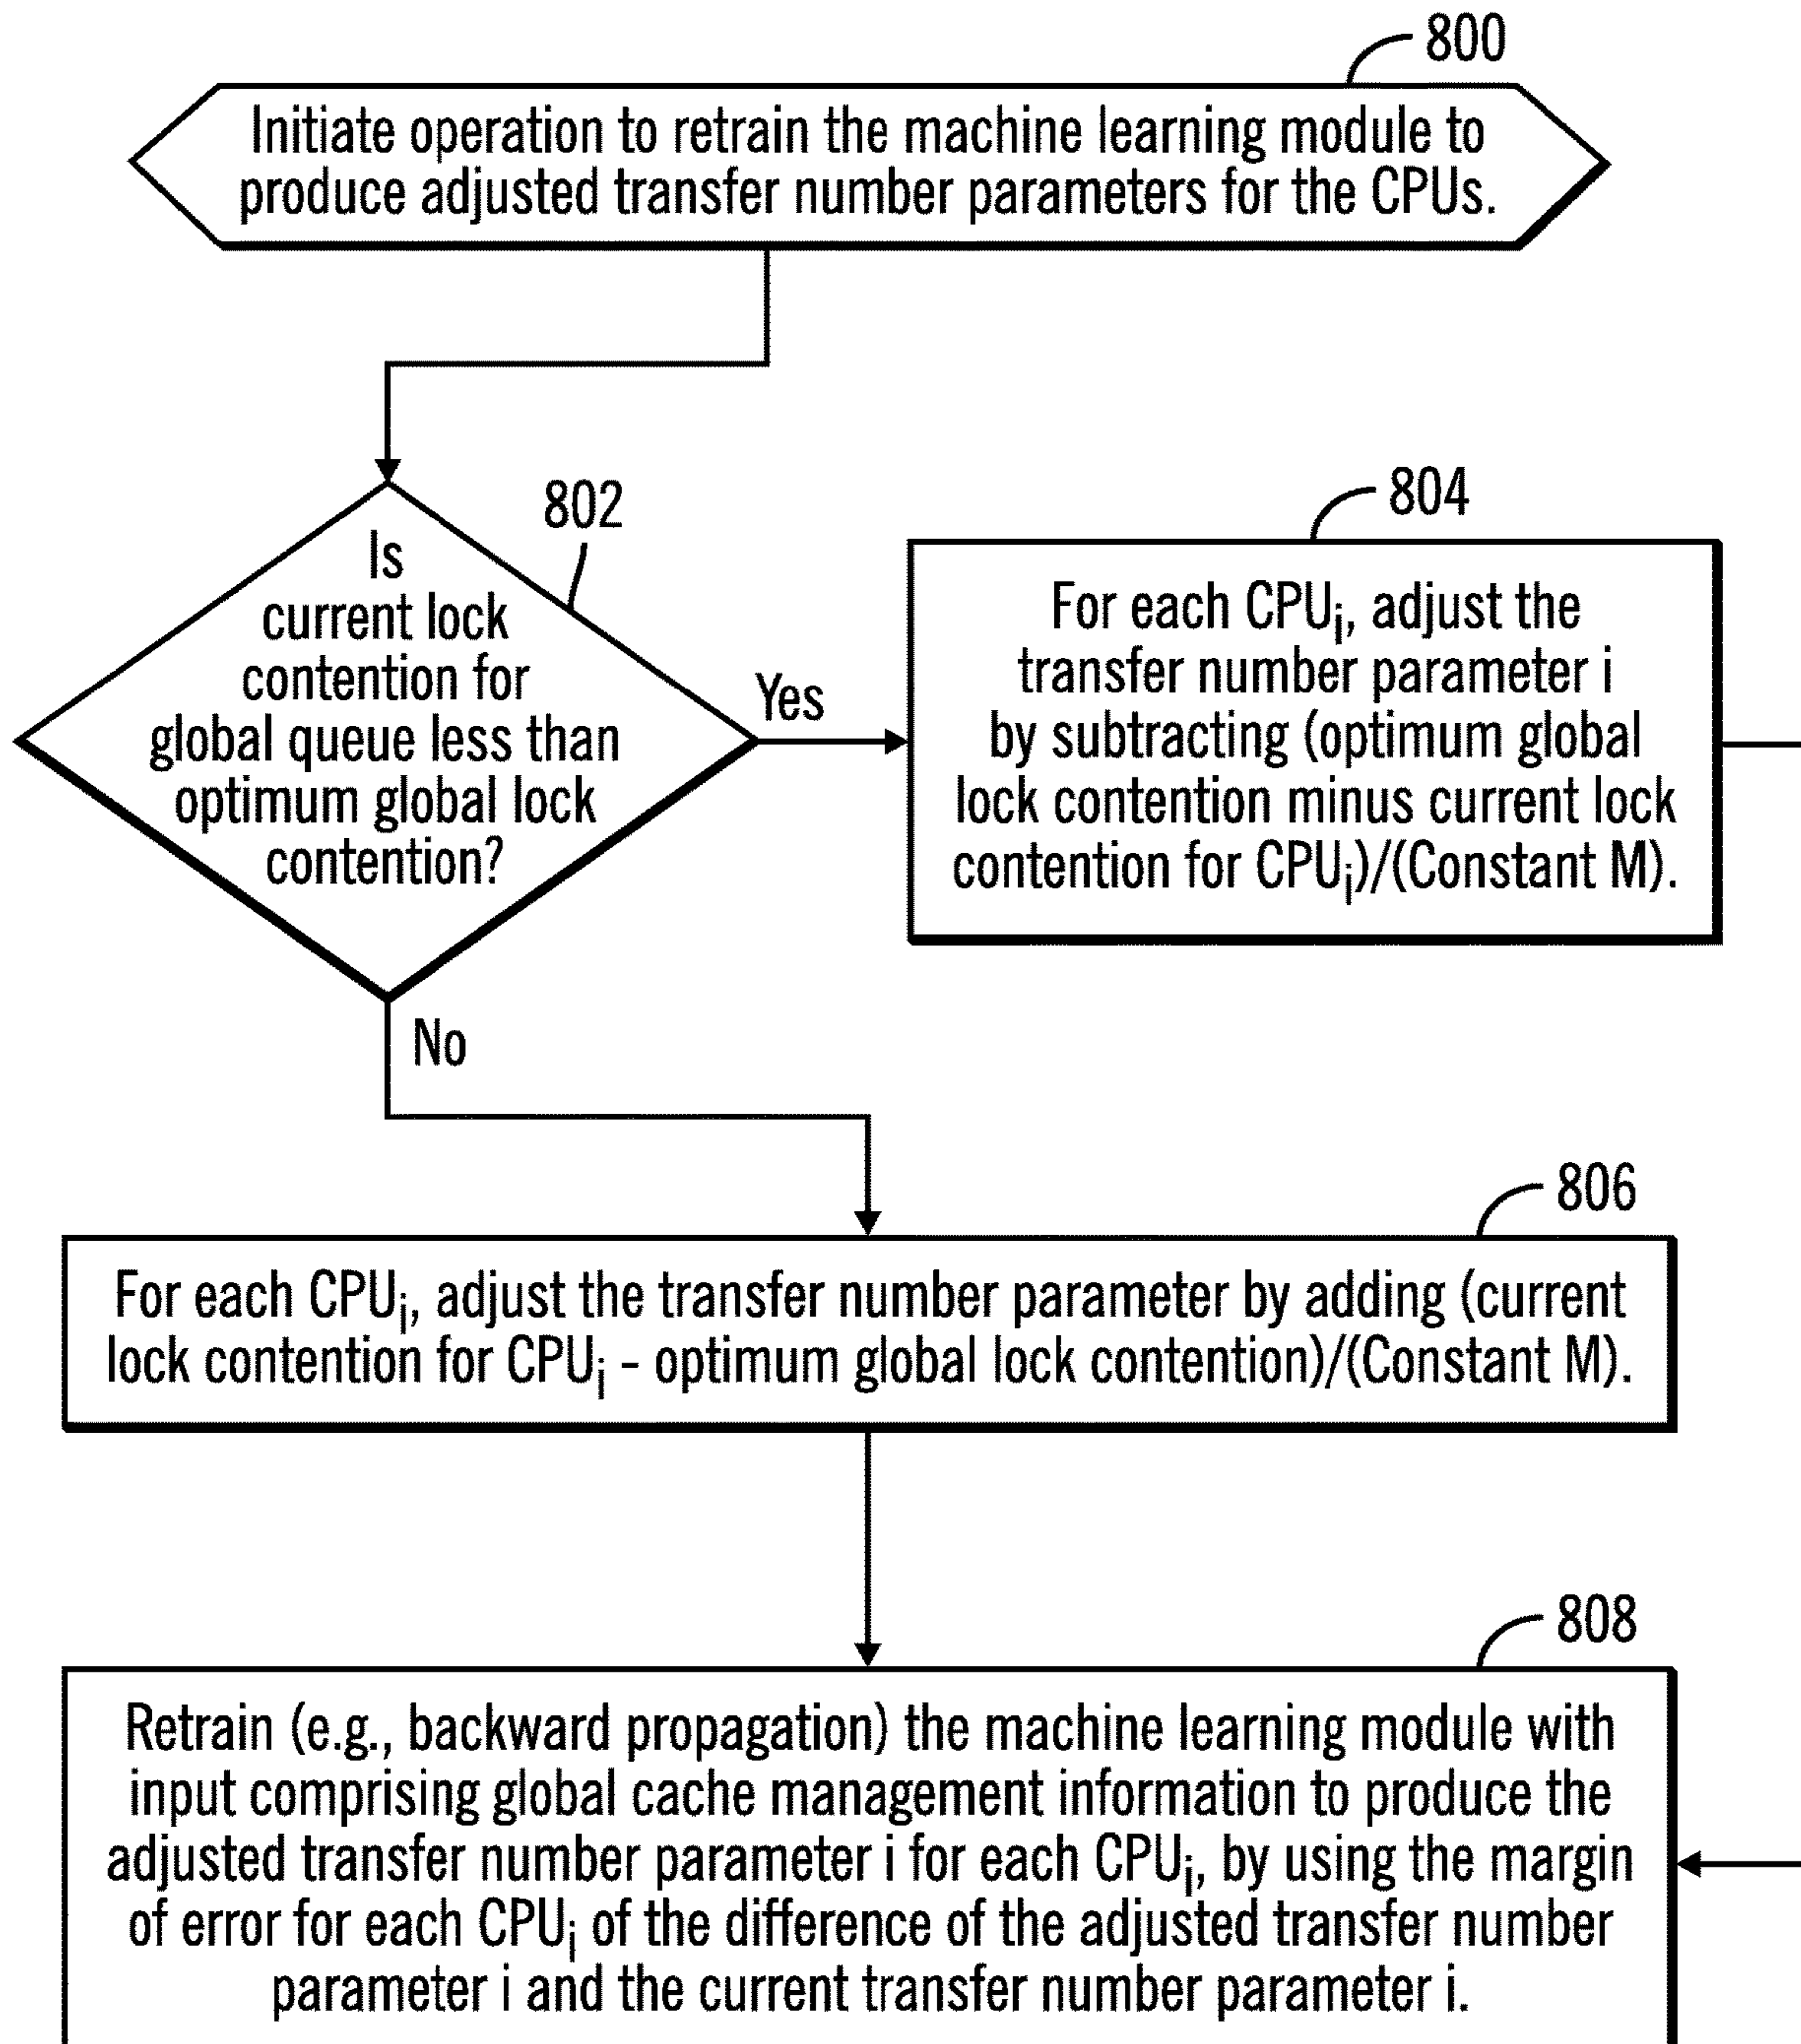 800
Initiate operation to retrain the machine learning module to
produce adjusted transfer number parameters for the CPUs.
802
Is
current lock
contention for
global queue less than
optimum global lock
contention?
Yes
804
For each CPUi, adjust the
transfer number parameter i
by subtracting (optimum global
lock contention minus current lock
contention for CPUi)/(Constant M).
No
806
For each CPUi, adjust the transfer number parameter by adding (current
lock contention for CPUi - optimum global lock contention)/(Constant M).
808
Retrain (e.g., backward propagation) the machine learning module with
input comprising global cache management information to produce the
adjusted transfer number parameter i for each CPUi, by using the margin
of error for each CPUi of the difference of the adjusted transfer number
parameter i and the current transfer number parameter i.